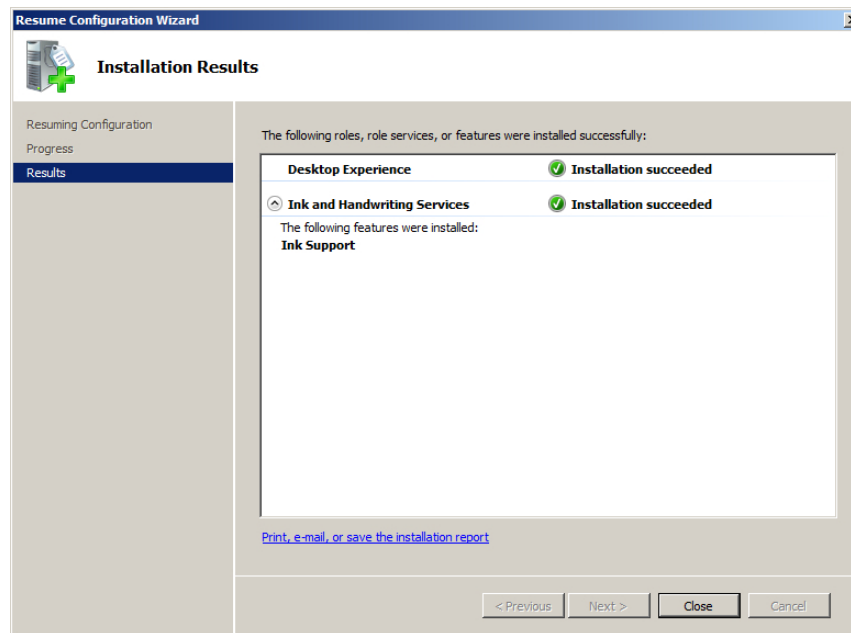 Resume Configuration Wizard
Installation Results
Resuming Configuration
Progress
Results
The following roles, role services, or features were installed successfully:
Desktop Experience Installation succeeded
Ink and Handwriting Services Installation succeeded
The following features were installed:
Ink Support
Print, e-mail, or save the installation report
< Previous Next > Close Cancel